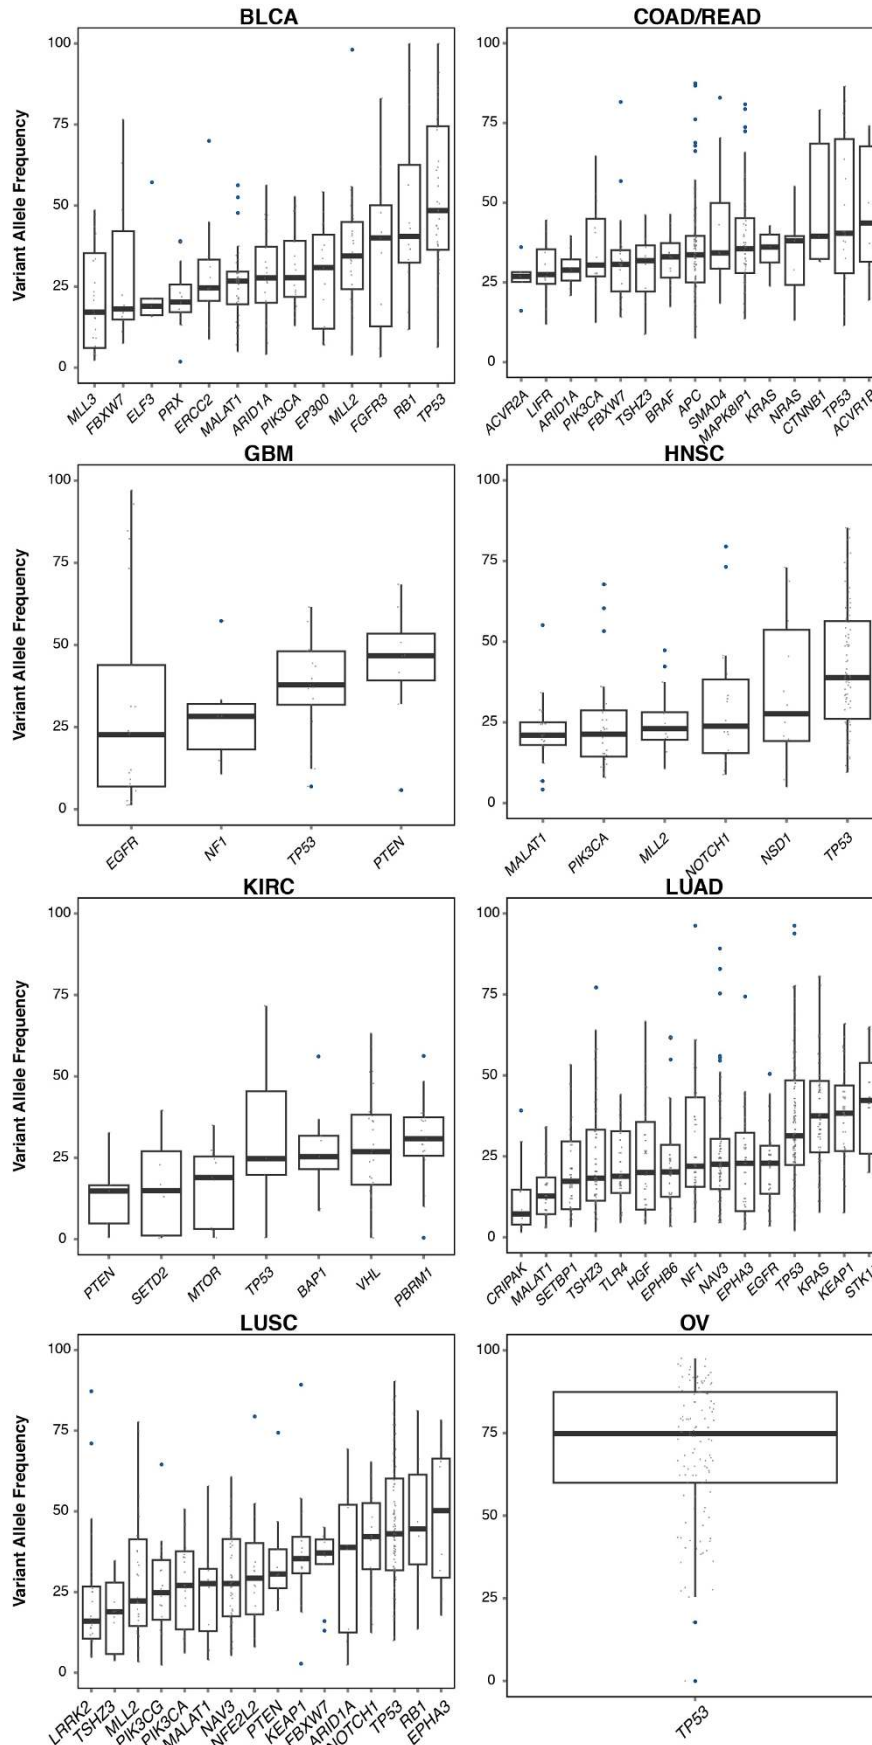 BLCA
COAD/READ
Variant Allele Frequency
100
75
50
25
0
100
75
50
25
0
MLL3 FBXW7 ELF3 PRX ERCC2 MALAT1 ARID1A PIK3CA EP300 MLL2 FGFR3 RB1 TP53
ACVR2A LIFR ARID1A PIK3CA FBXW7 TSHZ3 BRAF APC SMAD4 MAPK8IP1 KRAS NRAS CTNNB1 TP53 ACVR1B
GBM
HNSC
Variant Allele Frequency
100
75
50
25
0
100
75
50
25
0
EGFR NF1 TP53 PTEN
MALAT1 PIK3CA MLL2 NOTCH1 NSD1 TP53
KIRC
LUAD
Variant Allele Frequency
100
75
50
25
0
100
75
50
25
0
PTEN SETD2 MTOR TP53 BAP1 VHL PBRM1
CRIPAK MALAT1 SETBP1 TSHZ3 TLR4 HGF EPHB6 NF1 NAV3 EPHA3 EGFR TP53 KRAS KEAP1
LUSC
OV
Variant Allele Frequency
100
75
50
25
0
100
75
50
25
0
LRRK2 TSHZ3 MLL2 PIK3CG PIK3CA MALAT1 NAV3 NFE2L2 PTEN KEAP1 FBXW7 ARID1A NOTCH1 TP53 RB1 EPHA3
TP53